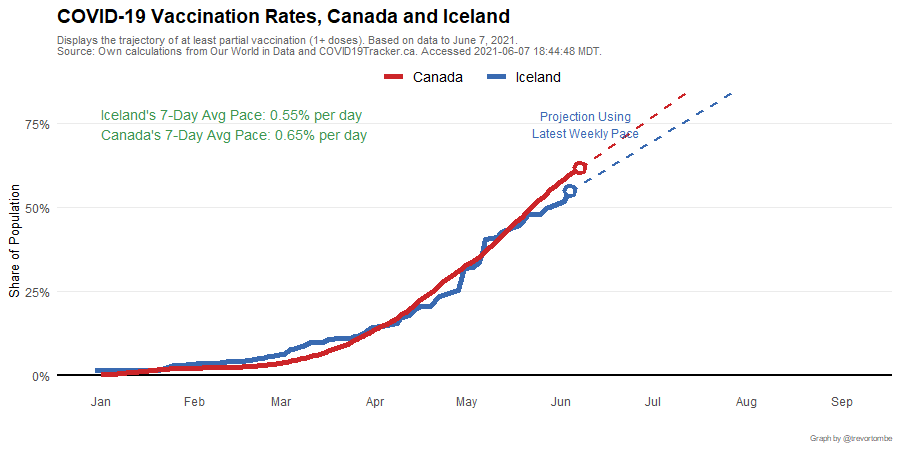 COVID-19 Vaccination Rates, Canada and Iceland
Displays the trajectory of at least partial vaccination (1+ doses). Based on data to June 7, 2021.
Source: Own calculations from Our World in Data and COVID19Tracker.ca. Accessed 2021-06-07 18:44:48 MDT.
Canada Iceland
Iceland's 7-Day Avg Pace: 0.55% per day
Canada's 7-Day Avg Pace: 0.65% per day
Projection Using
Latest Weekly Pace
Share of Population
75%
50%
25%
0%
Jan Feb Mar Apr May Jun Jul Aug Sep
Graph by @trevortombe